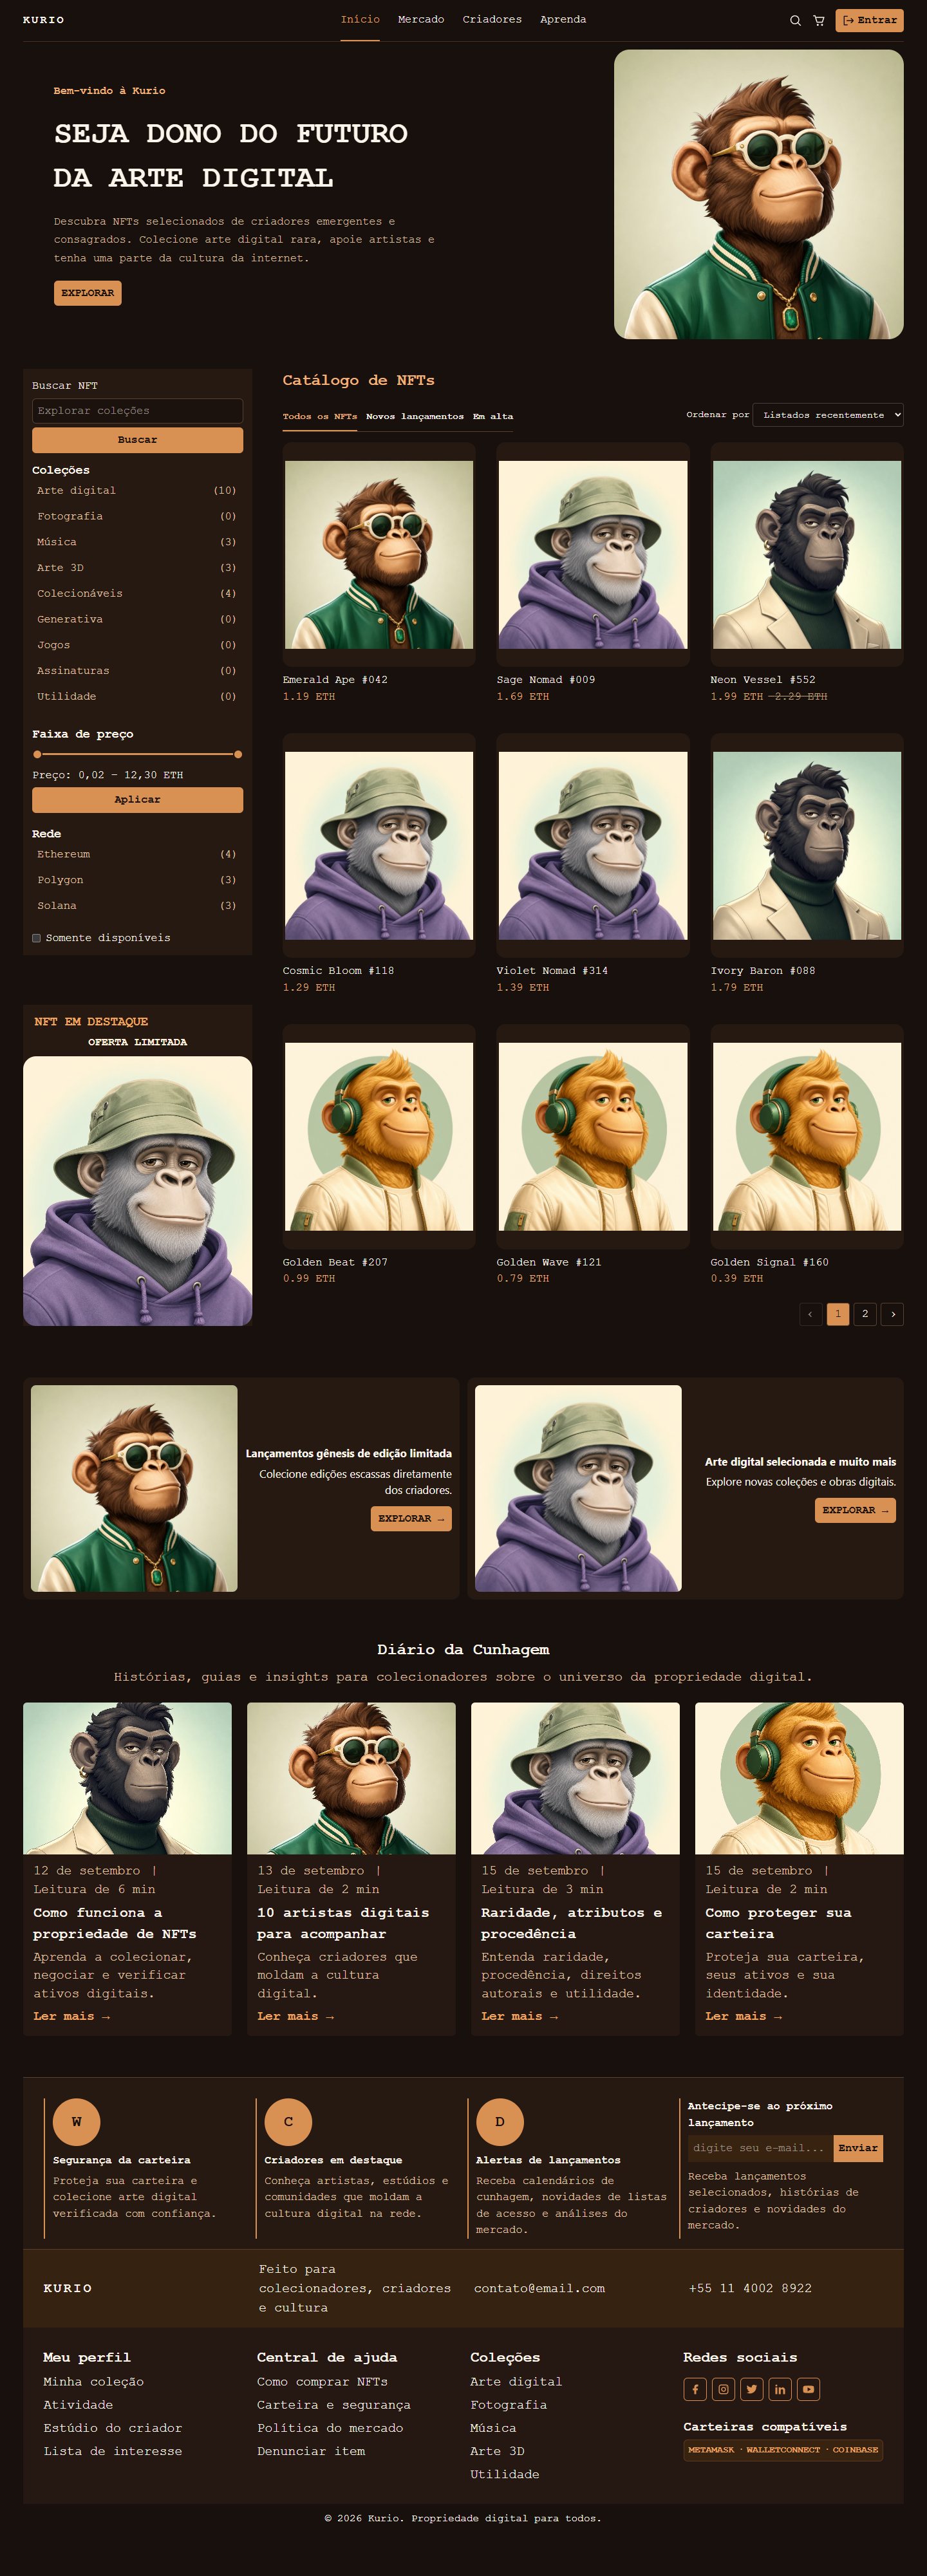 KURIO
Início
Mercado
Criadores
Aprenda
Entrar
Bem-vindo à Kurio
SEJA DONO DO FUTURO
DA ARTE DIGITAL
Descubra NFTs selecionados de criadores emergentes e
consagrados. Colecione arte digital rara, apoie artistas e
tenha uma parte da cultura da internet.
EXPLORAR
Buscar NFT
Explorar coleções
Buscar
Coleções
Arte digital (10)
Fotografia (0)
Música (3)
Arte 3D (3)
Colecionáveis (4)
Generativa (0)
Jogos (0)
Assinaturas (0)
Utilidade (0)
Faixa de preço
Preço: 0,02 – 12,30 ETH
Aplicar
Rede
Ethereum (4)
Polygon (3)
Solana (3)
Somente disponíveis
NFT EM DESTAQUE
OFERTA LIMITADA
Catálogo de NFTs
Todos os NFTs
Novos lançamentos
Em alta
Ordenar por
Listados recentemente
Emerald Ape #042
1.19 ETH
Sage Nomad #009
1.69 ETH
Neon Vessel #552
1.99 ETH 2.29 ETH
Cosmic Bloom #118
1.29 ETH
Violet Nomad #314
1.39 ETH
Ivory Baron #088
1.79 ETH
Golden Beat #207
0.99 ETH
Golden Wave #121
0.79 ETH
Golden Signal #160
0.39 ETH
‹ 1 2 ›
Lançamentos gênesis de edição limitada
Colecione edições escassas diretamente
dos criadores.
EXPLORAR →
Arte digital selecionada e muito mais
Explore novas coleções e obras digitais.
EXPLORAR →
Diário da Cunhagem
Histórias, guias e insights para colecionadores sobre o universo da propriedade digital.
12 de setembro |
Leitura de 6 min
Como funciona a
propriedade de NFTs
Aprenda a colecionar,
negociar e verificar
ativos digitais.
Ler mais →
13 de setembro |
Leitura de 2 min
10 artistas digitais
para acompanhar
Conheça criadores que
moldam a cultura
digital.
Ler mais →
15 de setembro |
Leitura de 3 min
Raridade, atributos e
procedência
Entenda raridade,
procedência, direitos
autorais e utilidade.
Ler mais →
15 de setembro |
Leitura de 2 min
Como proteger sua
carteira
Proteja sua carteira,
seus ativos e sua
identidade.
Ler mais →
W
Segurança da carteira
Proteja sua carteira e
colecione arte digital
verificada com confiança.
C
Criadores em destaque
Conheça artistas, estúdios e
comunidades que moldam a
cultura digital na rede.
D
Alertas de lançamentos
Receba calendários de
cunhagem, novidades de listas
de acesso e análises do
mercado.
Antecipe-se ao próximo
lançamento
digite seu e-mail...
Enviar
Receba lançamentos
selecionados, histórias de
criadores e novidades do
mercado.
KURIO
Feito para
colecionadores, criadores
e cultura
contato@email.com
+55 11 4002 8922
Meu perfil
Minha coleção
Atividade
Estúdio do criador
Lista de interesse
Central de ajuda
Como comprar NFTs
Carteira e segurança
Política do mercado
Denunciar item
Coleções
Arte digital
Fotografia
Música
Arte 3D
Utilidade
Redes sociais
Carteiras compatíveis
METAMASK · WALLETCONNECT · COINBASE
© 2026 Kurio. Propriedade digital para todos.